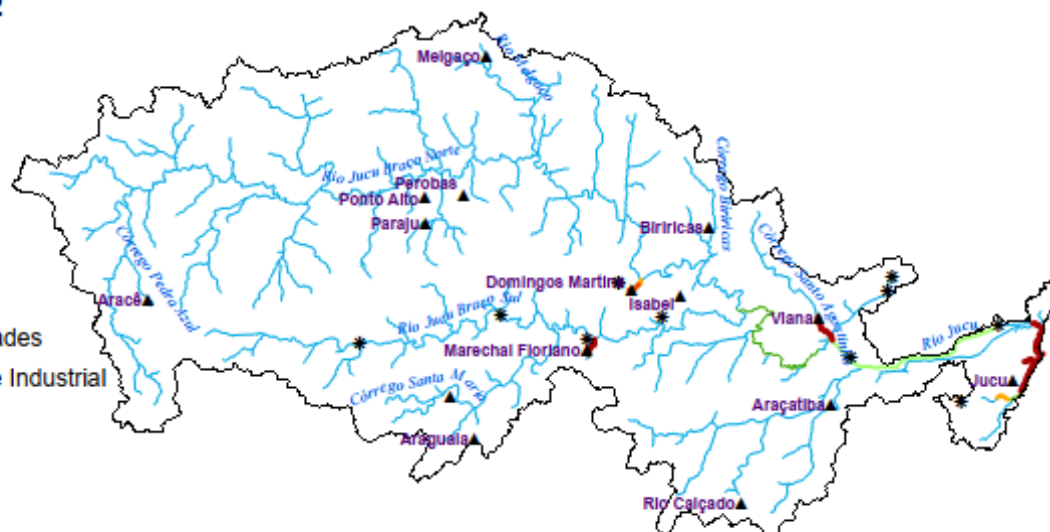 Melgaço
Rio Melgaço
Córrego Biriricas
Rio Jucu Braço Norte
Perobas
Ponto Alto
Paraju
Biriricas
Córrego Santo Agostinho
Córrego Pedra Azul
Domingos Martins
Aracê
Isabel
Rio Jucu Braço Sul
Viana
Rio Jucu
ades
Marechal Floriano
e Industrial
Córrego Santa Maria
Jucu
Araçatiba
Araguaia
Rio Calçado